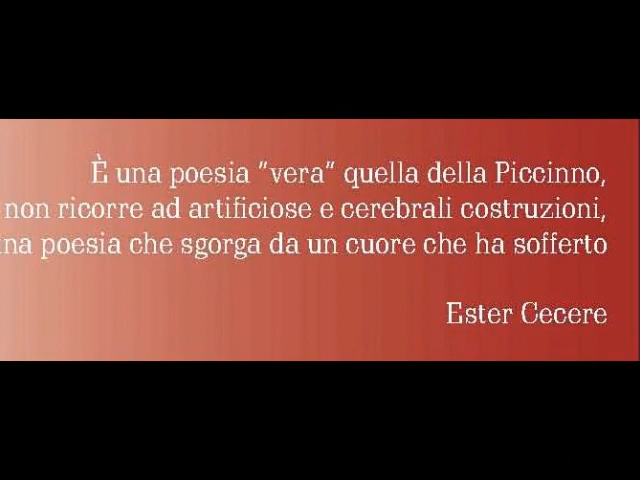 È una poesia “vera” quella della Piccinno,
non ricorre ad artificiose e cerebrali costruzioni,
na poesia che sgorga da un cuore che ha sofferto
Ester Cecere